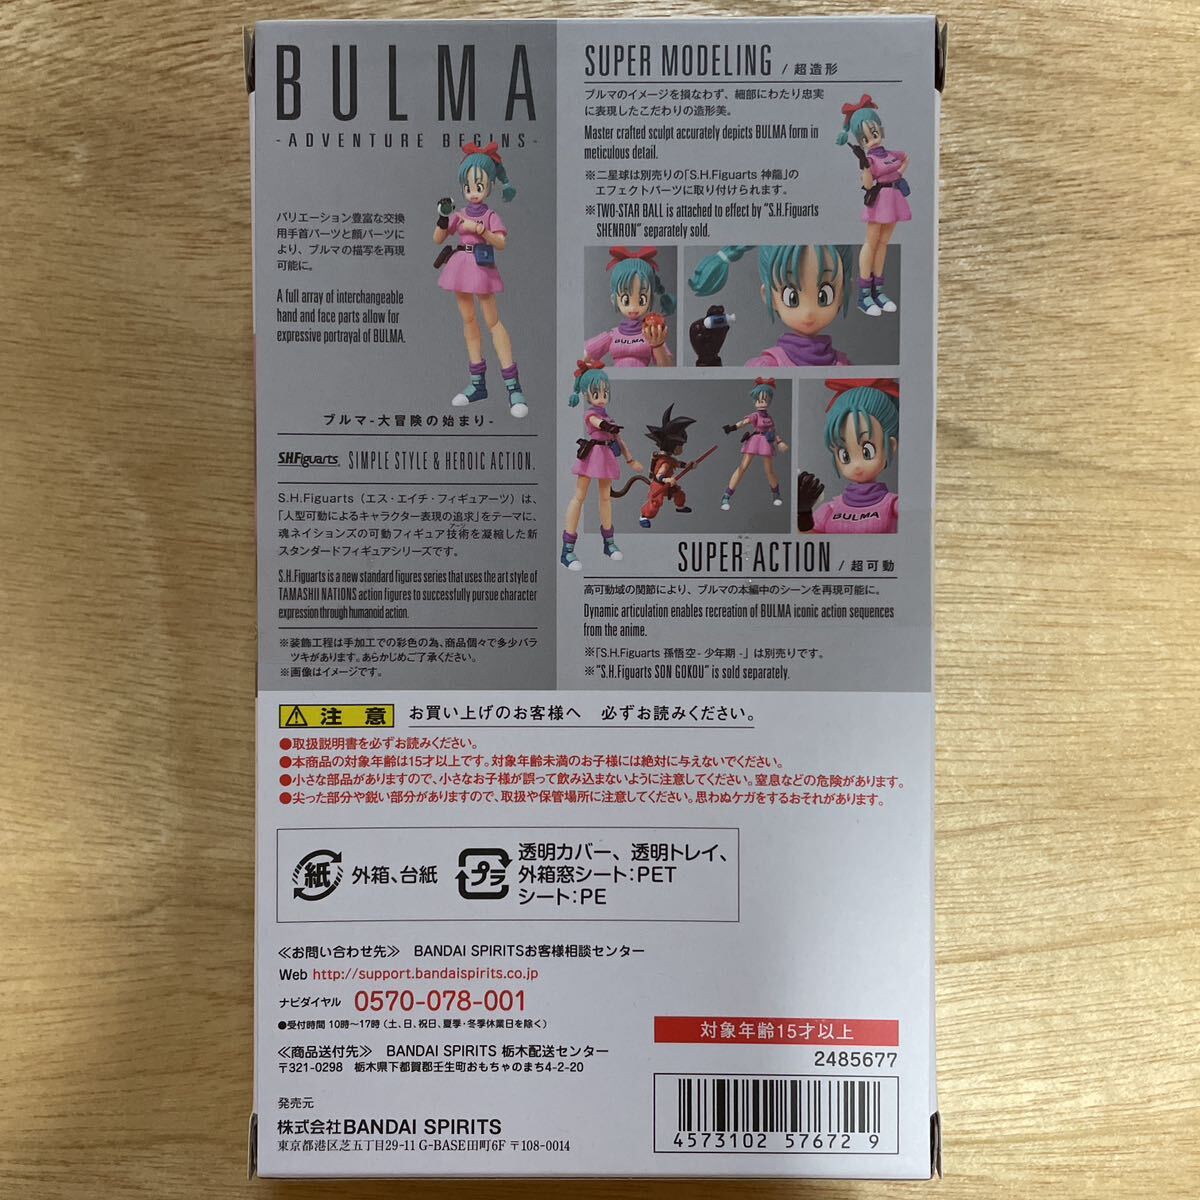 BULMA
-ADVENTURE BEGINS-
バリエーション豊富な交換
用手首パーツと顔パーツに
より、ブルマの描写を再現
可能に。
A full array of interchangeable
hand and face parts allow for
expressive portrayal of BULMA.
ブルマ-大冒険の始まり-
S.H.Figuarts SIMPLE STYLE & HEROIC ACTION.
S.H.Figuarts（エス・エイチ・フィギュアーツ）は、
「人型可動によるキャラクター表現の追求」をテーマに、
魂ネイションズの可動フィギュア技術を凝縮した新
スタンダードフィギュアシリーズです。
S.H.Figuarts is a new standard figures series that uses the art style of
TAMASHII NATIONS action figures to successfully pursue character
expression through humanoid action.
※装飾工程は手加工での彩色の為、商品個々で多少バラ
ツキがあります。あらかじめご了承ください。
※画像はイメージです。
SUPER MODELING / 超造形
ブルマのイメージを損なわず、細部にわたり忠実
に表現したこだわりの造形美。
Master crafted sculpt accurately depicts BULMA form in
meticulous detail.
※二星球は別売りの「S.H.Figuarts 神龍」の
エフェクトパーツに取り付けられます。
※TWO-STAR BALL is attached to effect by "S.H.Figuarts
SHENRON" separately sold.
BULMA
BULMA
SUPER ACTION / 超可動
高可動域の関節により、ブルマの本編中のシーンを再現可能に。
Dynamic articulation enables recreation of BULMA iconic action sequences
from the anime.
※「S.H.Figuarts 孫悟空- 少年期 -」は別売りです。
※"S.H.Figuarts SON GOKOU" is sold separately.
注意 お買い上げのお客様へ 必ずお読みください。
●取扱説明書を必ずお読みください。
●本商品の対象年齢は15才以上です。対象年齢未満のお子様には絶対に与えないでください。
●小さな部品がありますので、小さなお子様が誤って飲み込まないように注意してください。窒息などの危険があります。
●尖った部分や鋭い部分がありますので、取扱や保管場所に注意してください。思わぬケガをするおそれがあります。
紙 外箱、台紙
プラ 透明カバー、透明トレイ、
外箱窓シート:PET
シート:PE
≪お問い合わせ先≫ BANDAI SPIRITSお客様相談センター
Web http://support.bandaispirits.co.jp
ナビダイヤル 0570-078-001
●受付時間 10時〜17時(土、日、祝日、夏季・冬季休業日を除く)
≪商品送付先≫ BANDAI SPIRITS 栃木配送センター
〒321-0298 栃木県下都賀郡壬生町おもちゃのまち4-2-20
発売元
株式会社BANDAI SPIRITS
東京都港区芝五丁目29-11 G-BASE田町6F 〒108-0014
対象年齢15才以上
2485677
4573102 57672 9